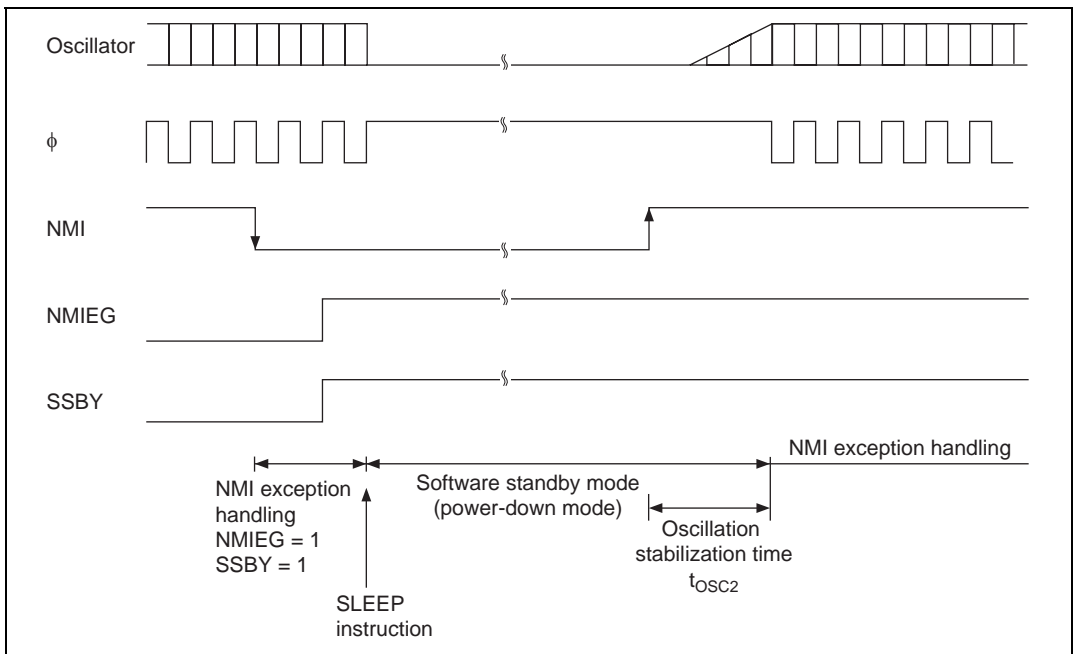 Oscillator
φ
NMI
NMIEG
SSBY
NMI exception handling
NMI exception
handling
NMIEG = 1
SSBY = 1
Software standby mode
(power-down mode)
Oscillation
stabilization time
tOSC2
SLEEP
instruction